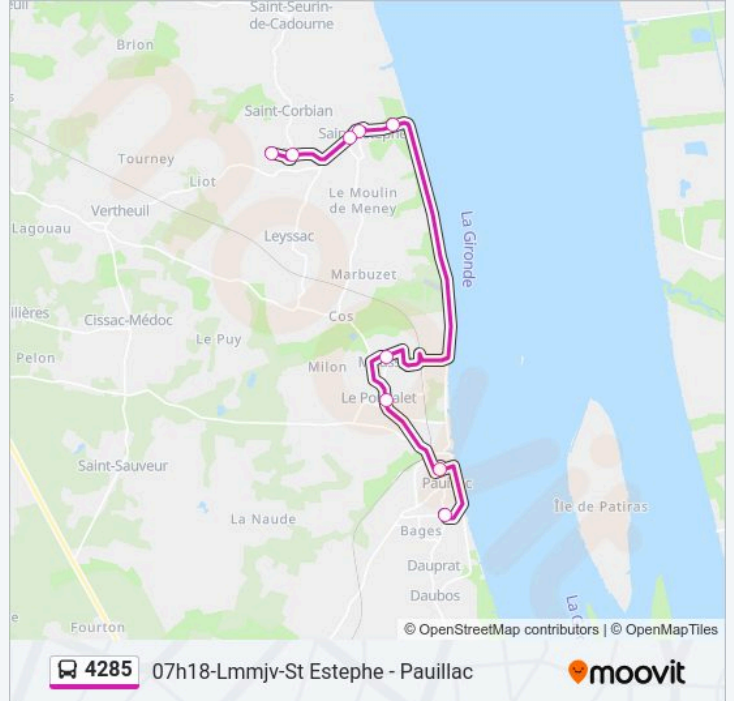 Saint-Seurin-
de-Cadourne
Brion
Saint-Corbian
Tourney
Liot
Le Moulin
de Meney
Vertheuil
Lagouau
La Gironde
Leyssac
Marbuzet
Cos
Cissac-Médoc
Le Puy
Pelon
Milon
Saint-Sauveur
Île de Patiras
La Naude
Bages
Dauprat
Daubos
Fourton
© OpenStreetMap contributors | © OpenMapTiles
4285 07h18-Lmmjv-St Estephe - Pauillac
moovit